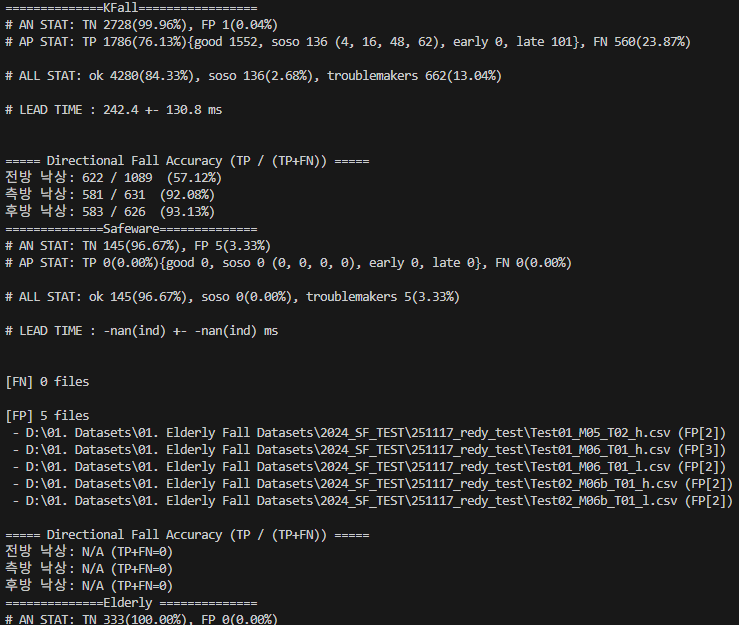 ==============KFall=================
# AN STAT: TN 2728(99.96%), FP 1(0.04%)
# AP STAT: TP 1786(76.13%){good 1552, soso 136 (4, 16, 48, 62), early 0, late 101}, FN 560(23.87%)
# ALL STAT: ok 4280(84.33%), soso 136(2.68%), troublemakers 662(13.04%)
# LEAD TIME : 242.4 +- 130.8 ms
===== Directional Fall Accuracy (TP / (TP+FN)) =====
전방 낙상: 622 / 1089  (57.12%)
측방 낙상: 581 / 631  (92.08%)
후방 낙상: 583 / 626  (93.13%)
==============Safeware==============
# AN STAT: TN 145(96.67%), FP 5(3.33%)
# AP STAT: TP 0(0.00%){good 0, soso 0 (0, 0, 0, 0), early 0, late 0}, FN 0(0.00%)
# ALL STAT: ok 145(96.67%), soso 0(0.00%), troublemakers 5(3.33%)
# LEAD TIME : -nan(ind) +- -nan(ind) ms
[FN] 0 files
[FP] 5 files
- D:\01. Datasets\01. Elderly Fall Datasets\2024_SF_TEST\251117_redy_test\Test01_M05_T02_h.csv (FP[2])
- D:\01. Datasets\01. Elderly Fall Datasets\2024_SF_TEST\251117_redy_test\Test01_M06_T01_h.csv (FP[3])
- D:\01. Datasets\01. Elderly Fall Datasets\2024_SF_TEST\251117_redy_test\Test01_M06_T01_l.csv (FP[2])
- D:\01. Datasets\01. Elderly Fall Datasets\2024_SF_TEST\251117_redy_test\Test02_M06b_T01_h.csv (FP[2])
- D:\01. Datasets\01. Elderly Fall Datasets\2024_SF_TEST\251117_redy_test\Test02_M06b_T01_l.csv (FP[2])
===== Directional Fall Accuracy (TP / (TP+FN)) =====
전방 낙상: N/A (TP+FN=0)
측방 낙상: N/A (TP+FN=0)
후방 낙상: N/A (TP+FN=0)
==============Elderly ==============
# AN STAT: TN 333(100.00%), FP 0(0.00%)